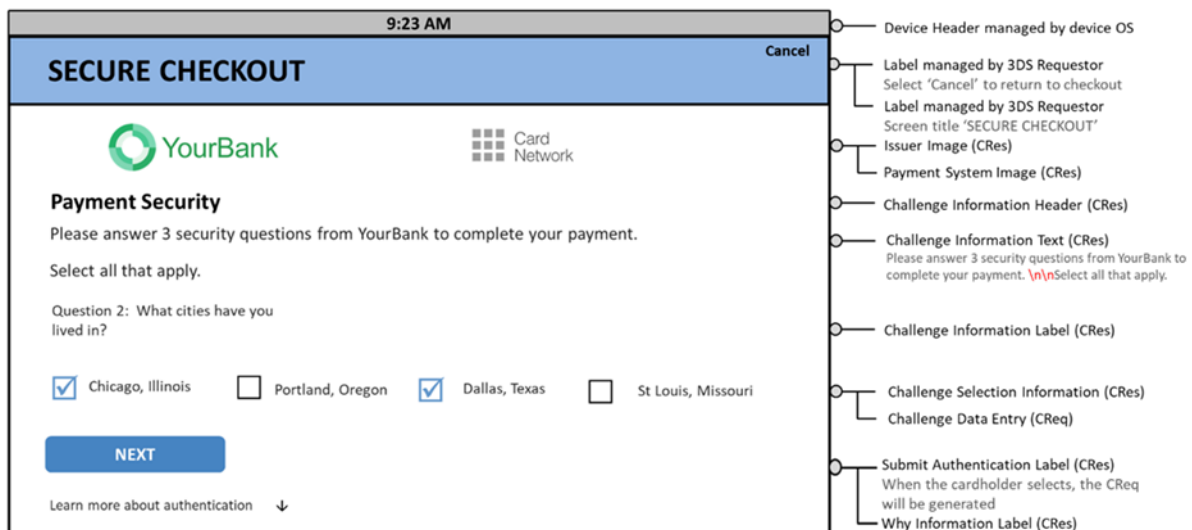 9:23 AM
Device Header managed by device OS
SECURE CHECKOUT
Cancel
Label managed by 3DS Requestor
Select ‘Cancel’ to return to checkout
Label managed by 3DS Requestor
Screen title ‘SECURE CHECKOUT’
YourBank
Card
Network
Issuer Image (CRes)
Payment System Image (CRes)
Payment Security
Challenge Information Header (CRes)
Please answer 3 security questions from YourBank to complete your payment.
Select all that apply.
Challenge Information Text (CRes)
Please answer 3 security questions from YourBank to
complete your payment. \n\nSelect all that apply.
Question 2: What cities have you
lived in?
Challenge Information Label (CRes)
Chicago, Illinois
Portland, Oregon
Dallas, Texas
St Louis, Missouri
Challenge Selection Information (CRes)
Challenge Data Entry (CReq)
NEXT
Submit Authentication Label (CRes)
When the cardholder selects, the CReq
will be generated
Learn more about authentication
Why Information Label (CRes)